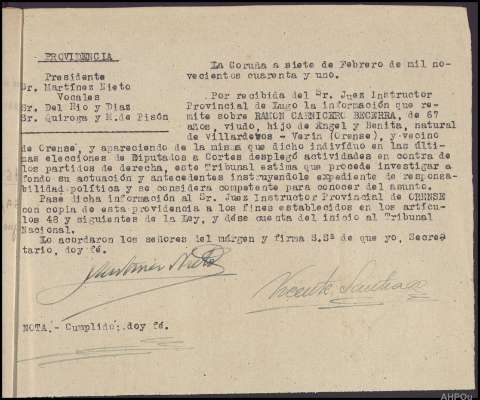 PROVIDENCIA
Presidente
Sr. Martínez Nieto
Vocales
Sr. Del Rio y Diaz
Sr. Quiroga y M.de Pisón
La Coruña a siete de Febrero de mil no-
vecientos cuarenta y uno.
Por recibida del Sr. Juez Instructor
Provincial de Lugo la información que re-
mite sobre RAMON CARNICERO BECERRA, de 67
años, viudo, hijo de Angel y Benita, natural
de Villardevos - Verín (Orense), y vecino
de Orense, y apareciendo de la misma que dicho individuo en las últi-
mas elecciones de Diputados a Cortes desplegó actividades en contra de
los partidos de derecha, este Tribunal estima que procede investigar a
fondo su actuación y antecedentes instruyendole expediente de responsa-
bilidad política y se considera competente para conocer del asunto.
Pase dicha información al Sr. Juez Instructor Provincial de ORENSE
con copia de esta providencia a los fines establecidos en los artícu-
los 48 y siguientes de la Ley, y dése cuenta del inicio al Tribunal
Nacional.
Lo acordaron los señores del márgen y firma S.Sª de que yo, Secre-
tario, doy fé.
Martinez Nieto
Vicente
NOTA.- Cumplido; doy fé.
AHPOu